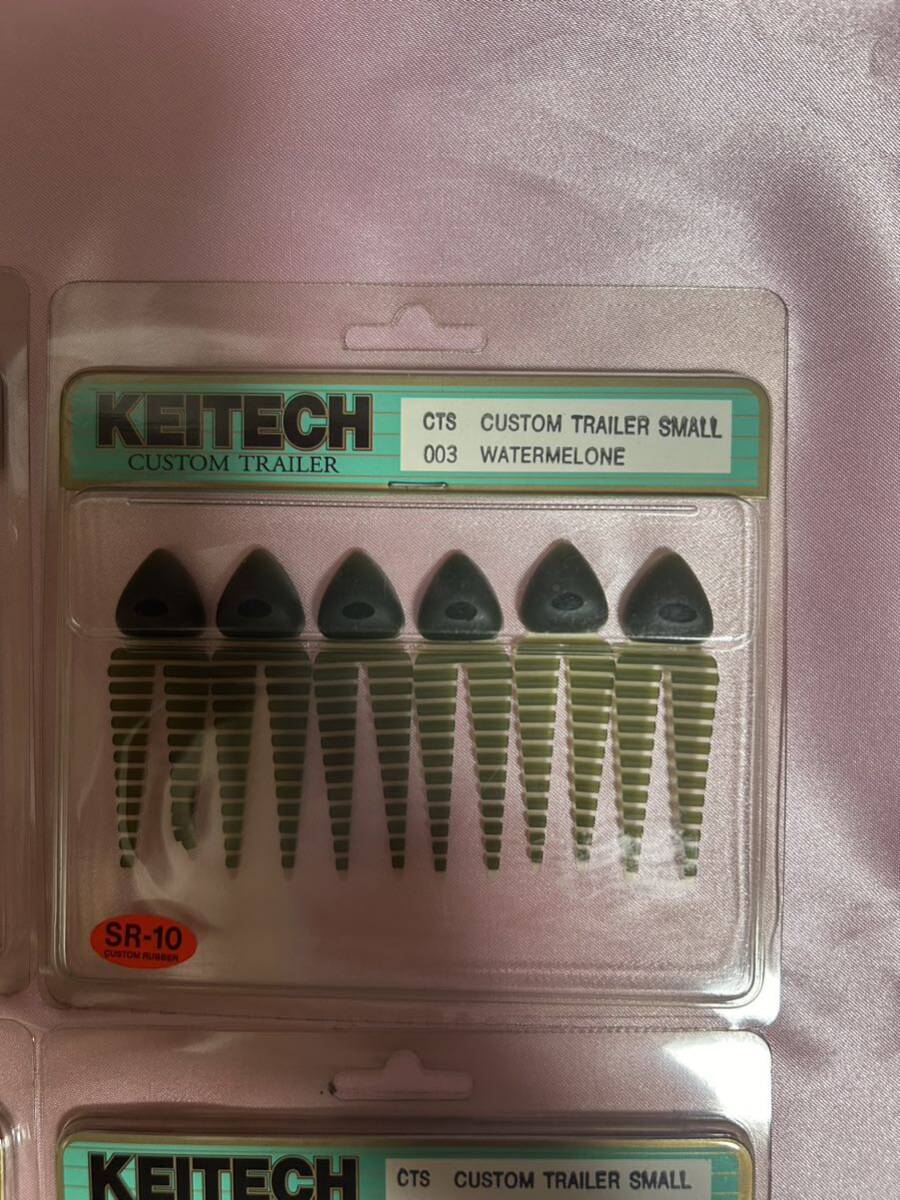 KEITECH
CUSTOM TRAILER
CTS CUSTOM TRAILER SMALL
003 WATERMELONE
SR-10
CUSTOM RUBBER
KEITECH
CTS CUSTOM TRAILER SMALL